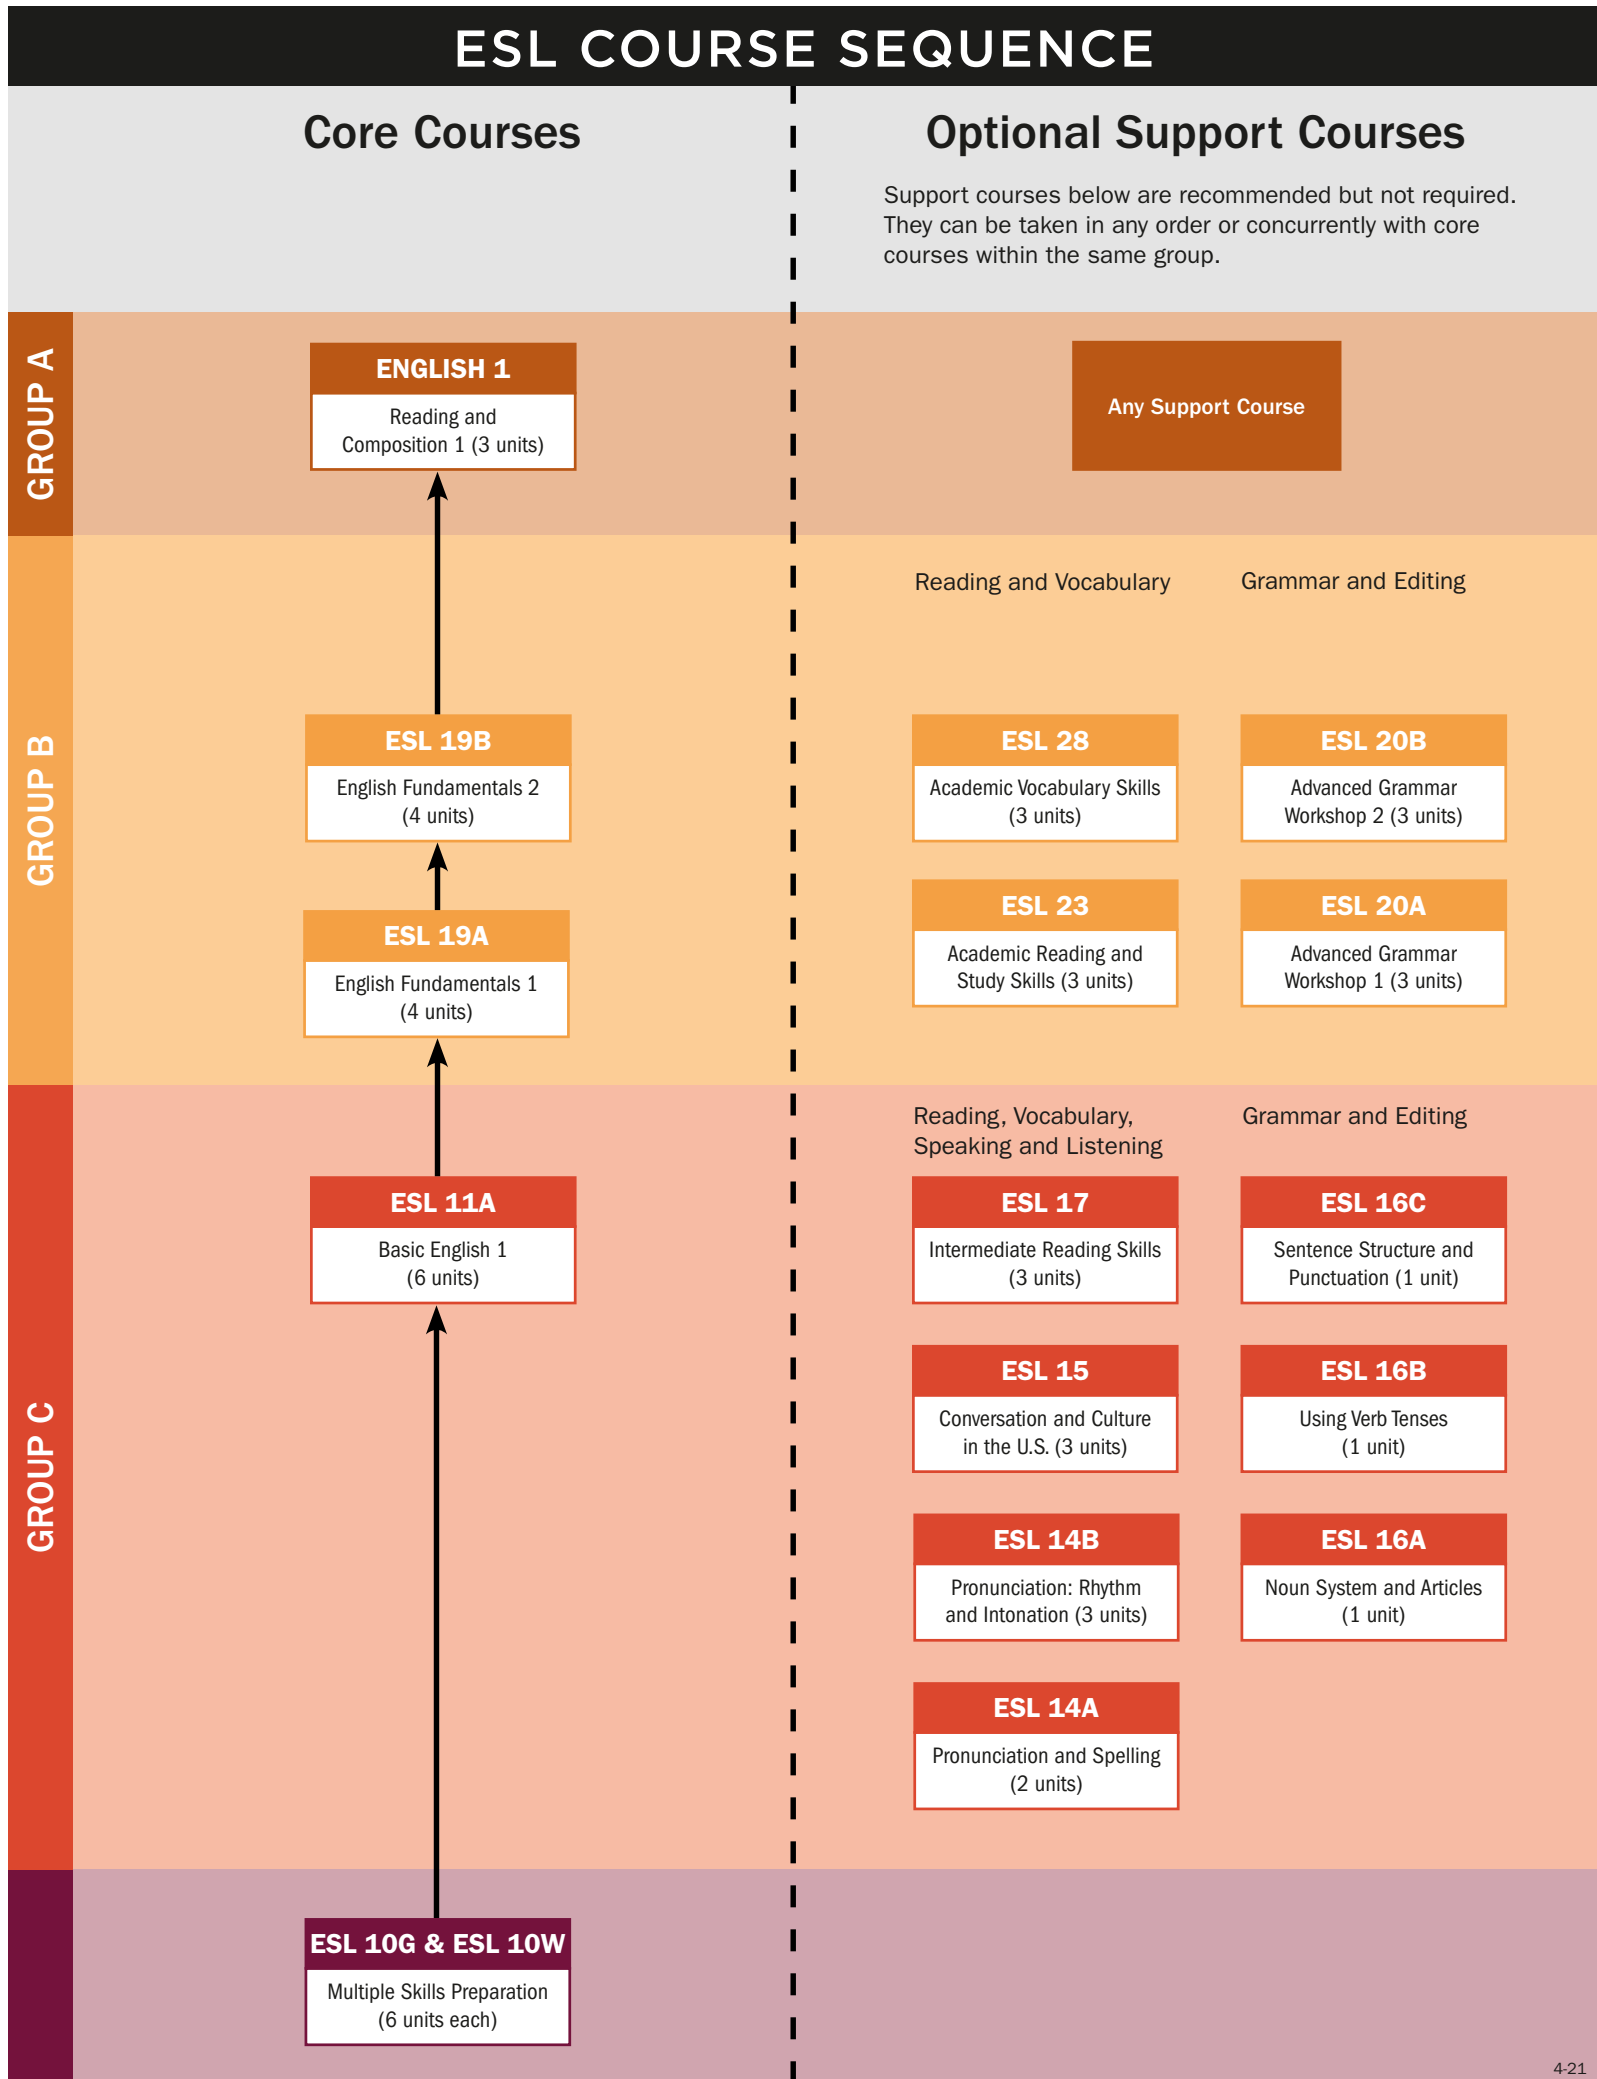 ESL COURSE SEQUENCE
Core Courses
Optional Support Courses
Support courses below are recommended but not required.
They can be taken in any order or concurrently with core
courses within the same group.
GROUP A
ENGLISH 1
Reading and
Composition 1 (3 units)
Any Support Course
GROUP B
Reading and Vocabulary
Grammar and Editing
ESL 19B
English Fundamentals 2
(4 units)
ESL 28
Academic Vocabulary Skills
(3 units)
ESL 20B
Advanced Grammar
Workshop 2 (3 units)
ESL 19A
English Fundamentals 1
(4 units)
ESL 23
Academic Reading and
Study Skills (3 units)
ESL 20A
Advanced Grammar
Workshop 1 (3 units)
GROUP C
Reading, Vocabulary,
Speaking and Listening
Grammar and Editing
ESL 11A
Basic English 1
(6 units)
ESL 17
Intermediate Reading Skills
(3 units)
ESL 16C
Sentence Structure and
Punctuation (1 unit)
ESL 15
Conversation and Culture
in the U.S. (3 units)
ESL 16B
Using Verb Tenses
(1 unit)
ESL 14B
Pronunciation: Rhythm
and Intonation (3 units)
ESL 16A
Noun System and Articles
(1 unit)
ESL 14A
Pronunciation and Spelling
(2 units)
ESL 10G & ESL 10W
Multiple Skills Preparation
(6 units each)
4-21